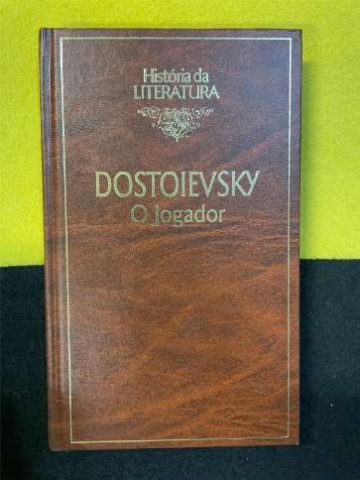 História da
LITERATURA
DOSTOIEVSKY
O Jogador